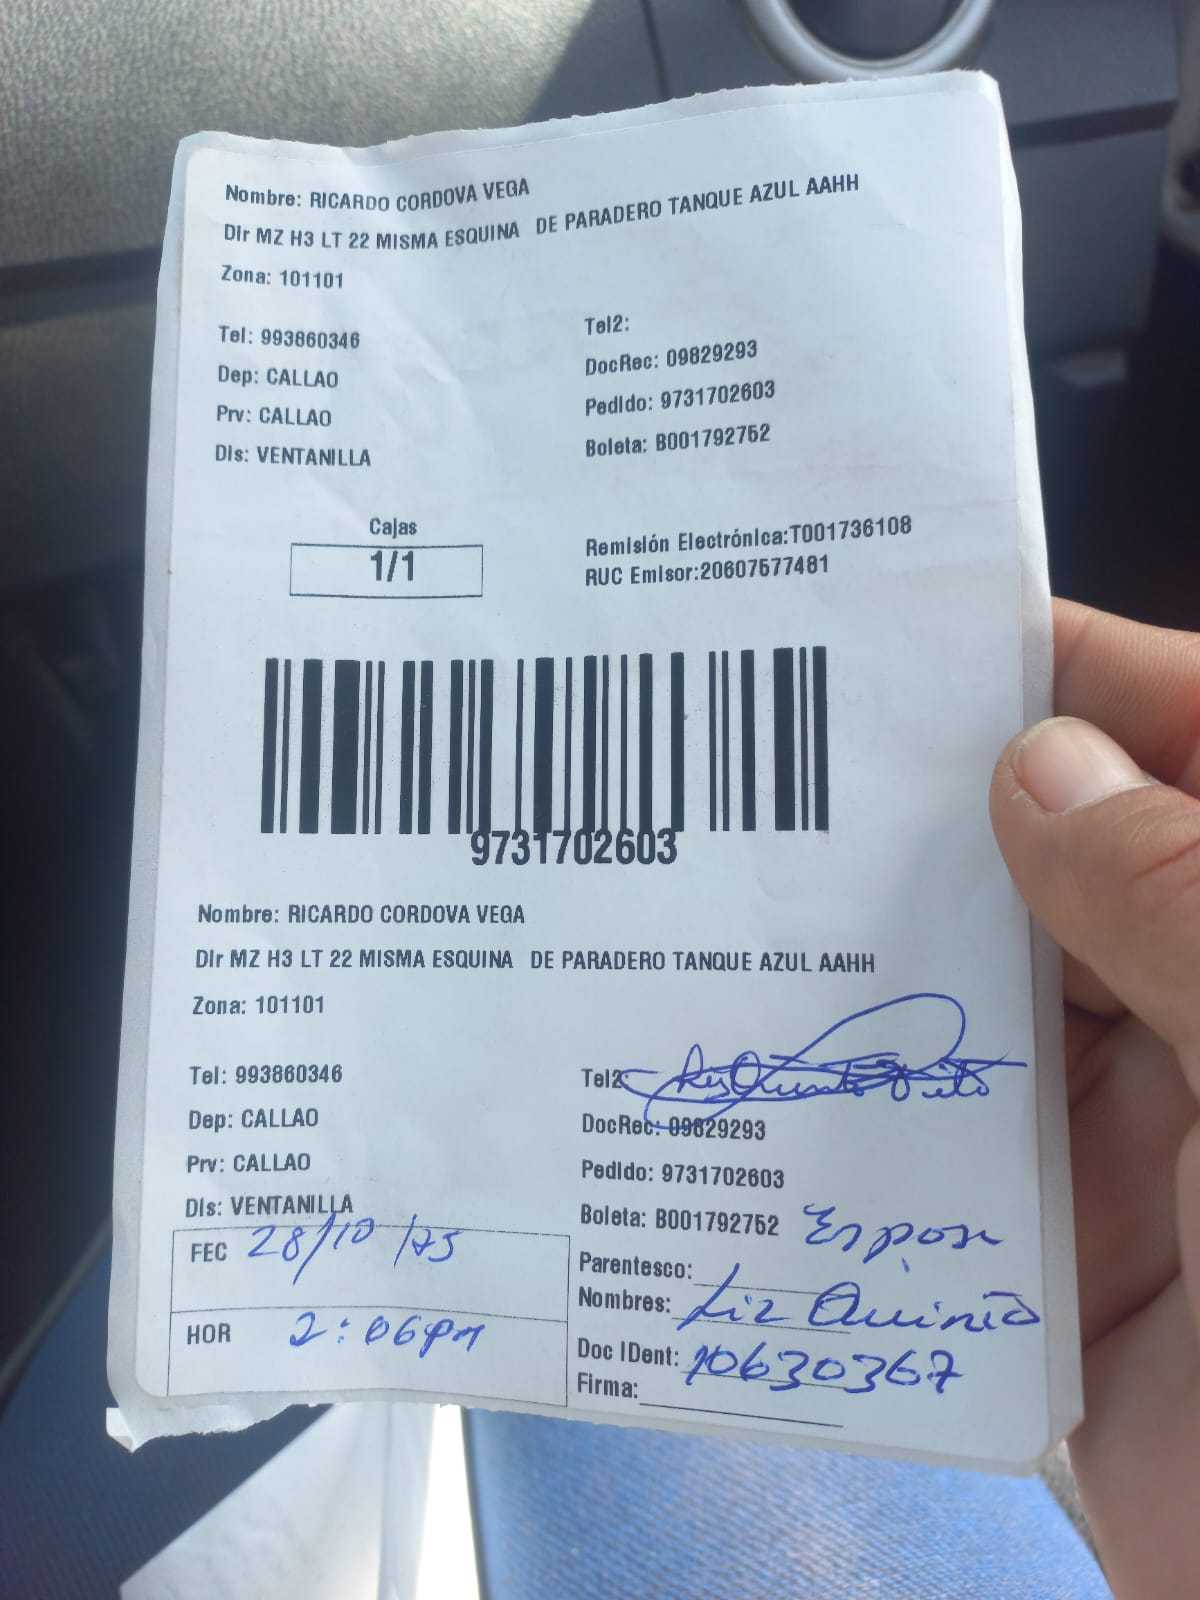 Nombre: RICARDO CORDOVA VEGA
Dir MZ H3 LT 22 MISMA ESQUINA DE PARADERO TANQUE AZUL AAHH
Zona: 101101
Tel: 993860346
Tel2:
DocRec: 09829293
Dep: CALLAO
Pedido: 9731702603
Prv: CALLAO
Boleta: B001792752
Dis: VENTANILLA
Cajas
1/1
Remisión Electrónica:T001736108
RUC Emisor:20607577481
9731702603
Nombre: RICARDO CORDOVA VEGA
Dir MZ H3 LT 22 MISMA ESQUINA DE PARADERO TANQUE AZUL AAHH
Zona: 101101
Tel: 993860346
Tel2:
Dep: CALLAO
DocRec: 09829293
Prv: CALLAO
Pedido: 9731702603
Dis: VENTANILLA
Boleta: B001792752
FEC 28/10
Parentesco: Esposa
Nombres: Liz
HOR 2:06pm
Doc IDent: 10630367
Firma: